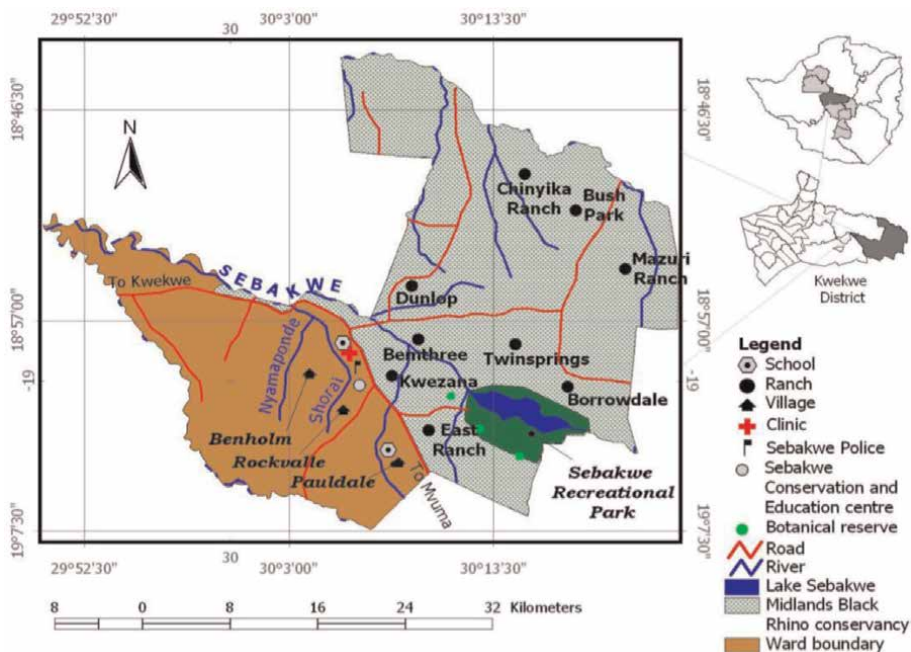 29°52'30"
30
30°3'00"
30°13'30"
18°46'30"
18°46'30"
N
Chinyika
Ranch
Bush
Park
Mazuri
Ranch
To Kwekwe
SEBAKWE
Dunlop
Kwekwe
District
18°57'00"
18°57'00"
Nyamaponde
Shorai
Bemthree
Twinsprings
-19
-19
Kwezana
Borrowdale
Benholm
Rockvalle
Pauldale
East
Ranch
To Mvuma
Sebakwe
Recreational
Park
19°7'30"
19°7'30"
29°52'30"
30
30°3'00"
30°13'30"
8
0
8
16
24
32
Kilometers
Legend
School
Ranch
Village
Clinic
Sebakwe Police
Sebakwe
Conservation and
Education centre
Botanical reserve
Road
River
Lake Sebakwe
Midlands Black
Rhino conservancy
Ward boundary